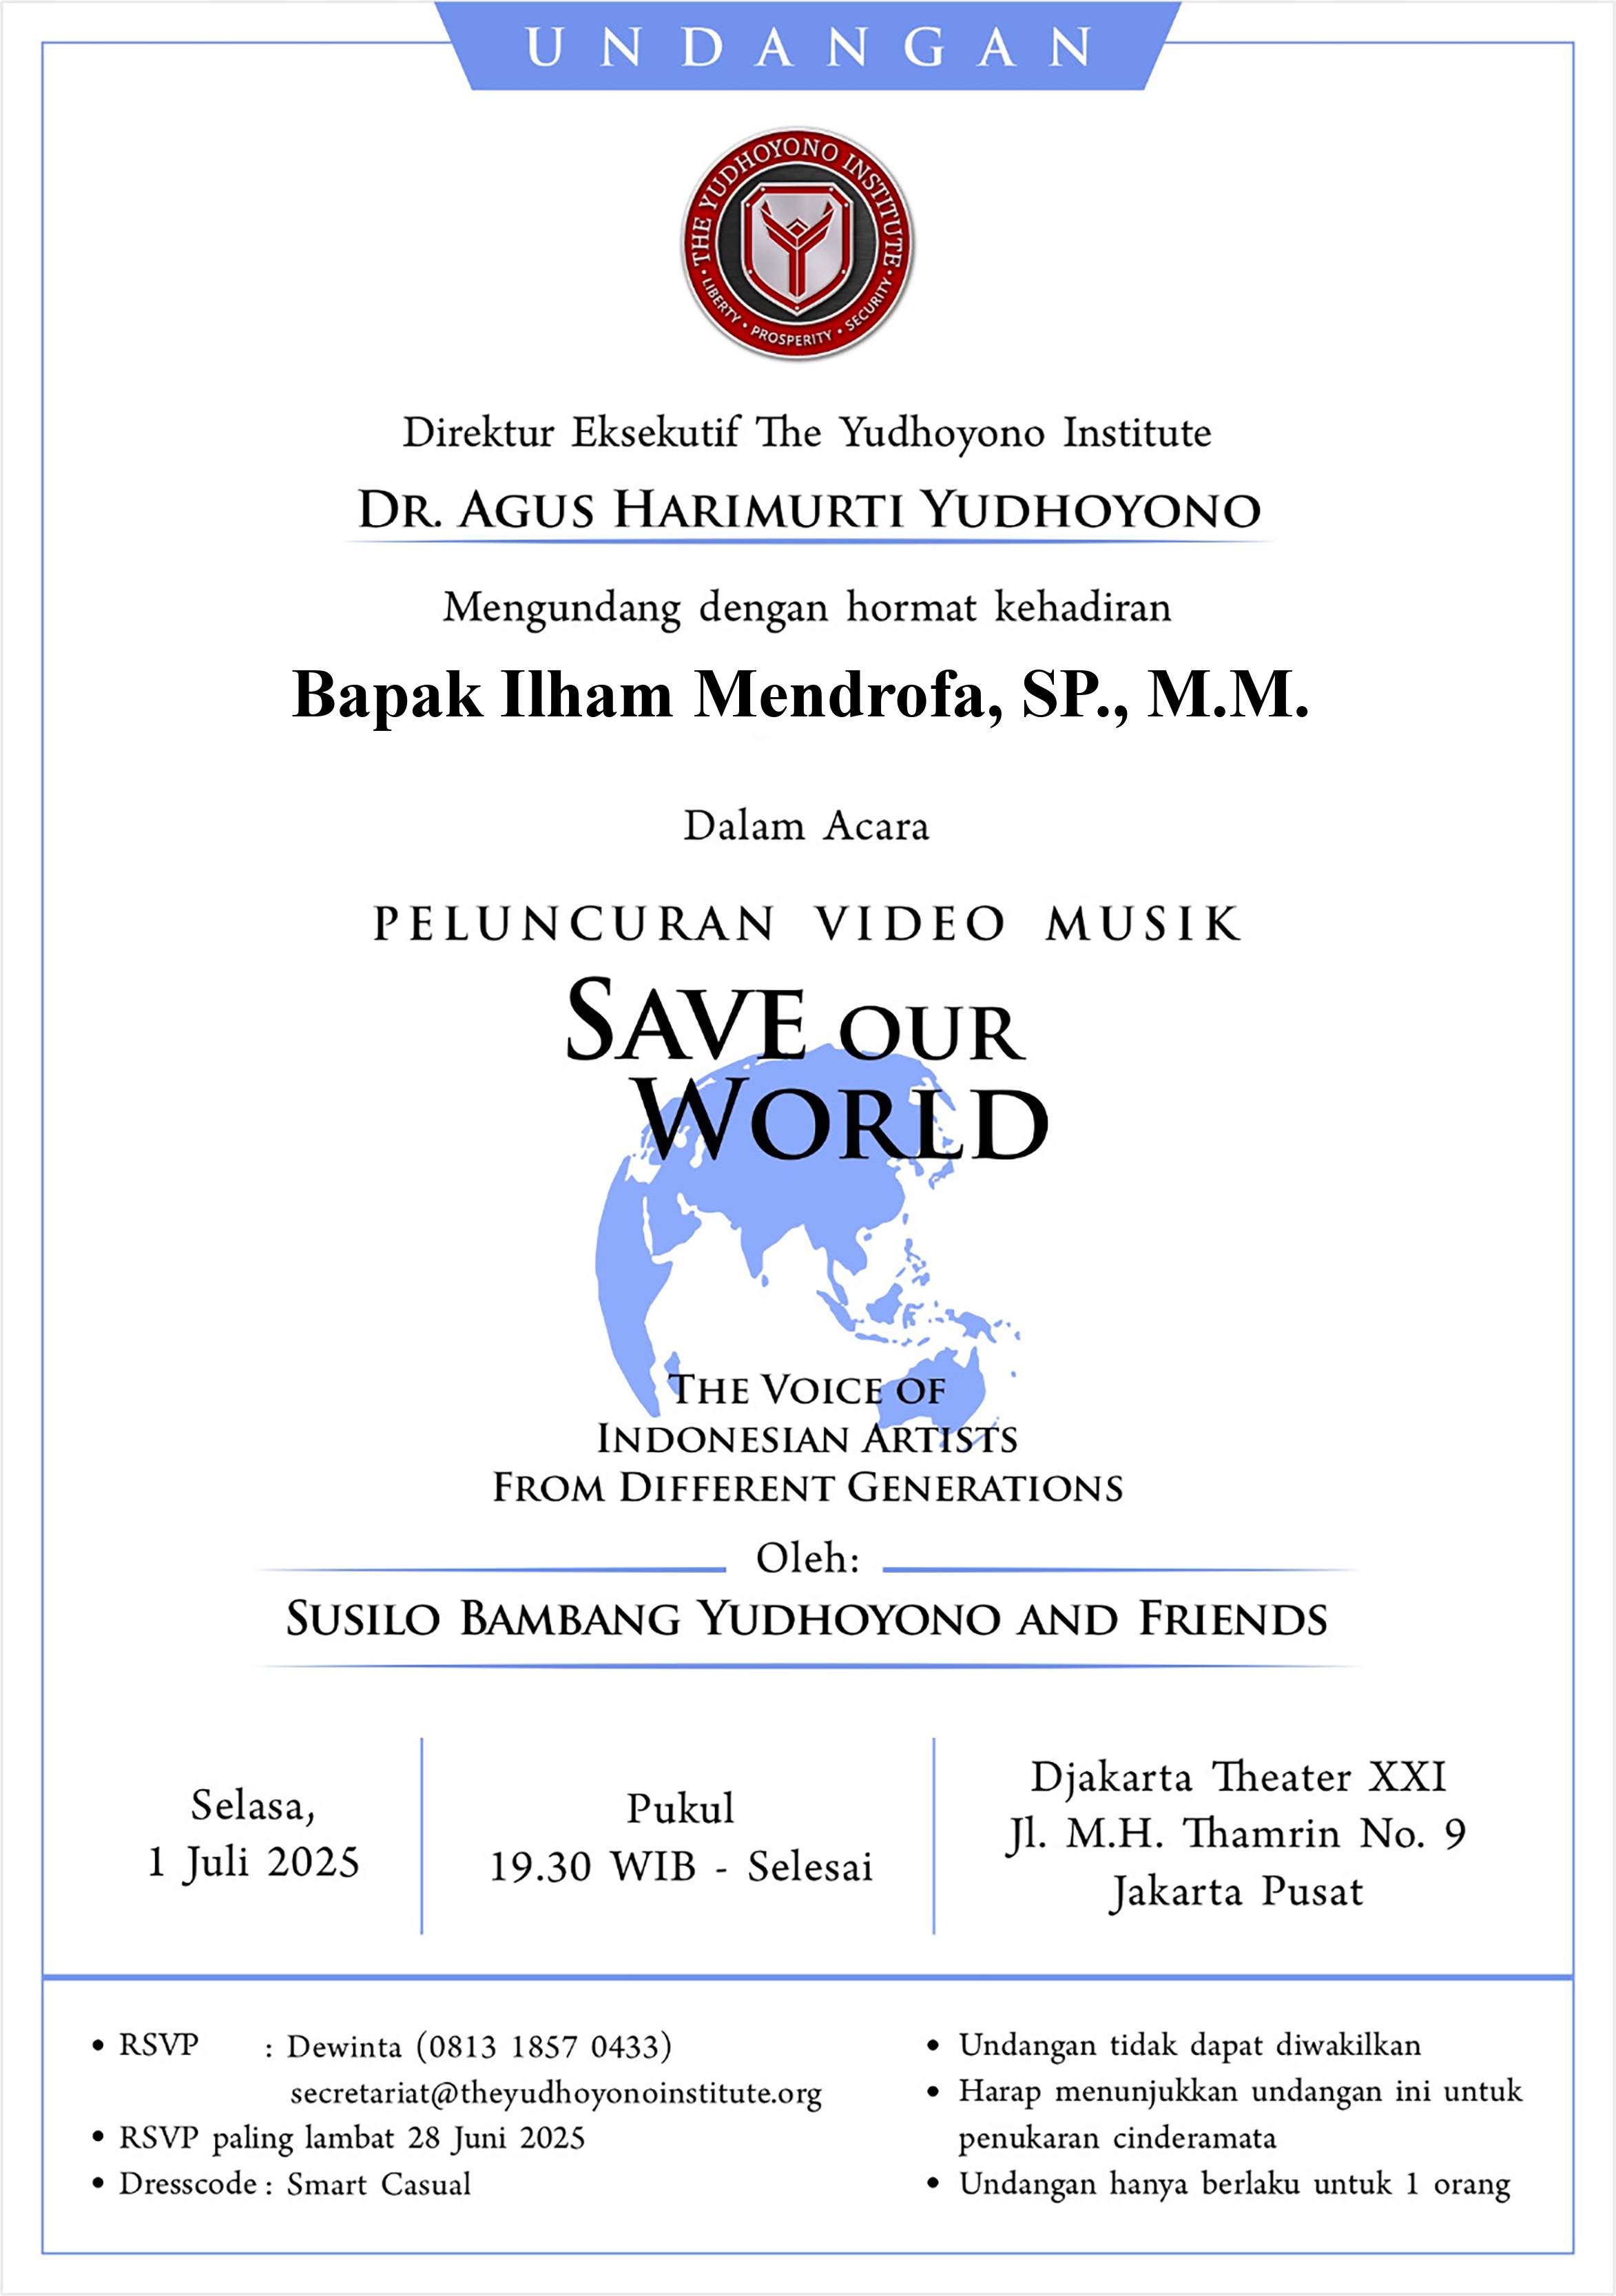 UNDANGAN
THE YUDHOYONO INSTITUTE
• LIBERTY • PROSPERITY • SECURITY •
Direktur Eksekutif The Yudhoyono Institute
DR. AGUS HARIMURTI YUDHOYONO
Mengundang dengan hormat kehadiran
Bapak Ilham Mendrofa, SP., M.M.
Dalam Acara
PELUNCURAN VIDEO MUSIK
SAVE OUR
WORLD
THE VOICE OF
INDONESIAN ARTISTS
FROM DIFFERENT GENERATIONS
Oleh:
SUSILO BAMBANG YUDHOYONO AND FRIENDS
Selasa,
1 Juli 2025
Pukul
19.30 WIB - Selesai
Djakarta Theater XXI
Jl. M.H. Thamrin No. 9
Jakarta Pusat
• RSVP : Dewinta (0813 1857 0433)
secretariat@theyudhoyonoinstitute.org
• RSVP paling lambat 28 Juni 2025
• Dresscode : Smart Casual
• Undangan tidak dapat diwakilkan
• Harap menunjukkan undangan ini untuk
penukaran cinderamata
• Undangan hanya berlaku untuk 1 orang